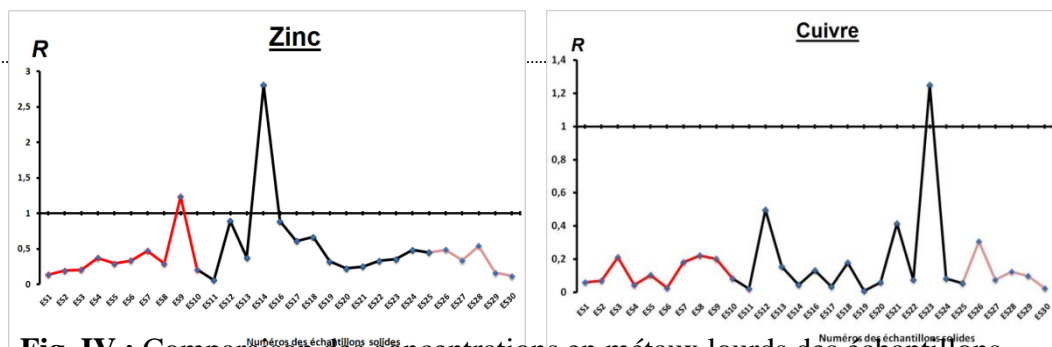 Zinc
R
3
2,5
2
1,5
1
0,5
0
ES1 ES2 ES3 ES4 ES5 ES6 ES7 ES8 ES9 ES10 ES11 ES12 ES13 ES14 ES16 ES17 ES18 ES19 ES20 ES21 ES22 ES23 ES24 ES25 ES26 ES27 ES28 ES29 ES30
Numéros des échantillons solides
Cuivre
R
1,4
1,2
1
0,8
0,6
0,4
0,2
0
ES1 ES2 ES3 ES4 ES5 ES6 ES7 ES8 ES9 ES10 ES11 ES12 ES13 ES14 ES16 ES17 ES18 ES19 ES20 ES21 ES22 ES23 ES24 ES25 ES26 ES27 ES28 ES29 ES30
Numéros des échantillons solides
Fig. IV : concentrations en métaux lourds des échantillons